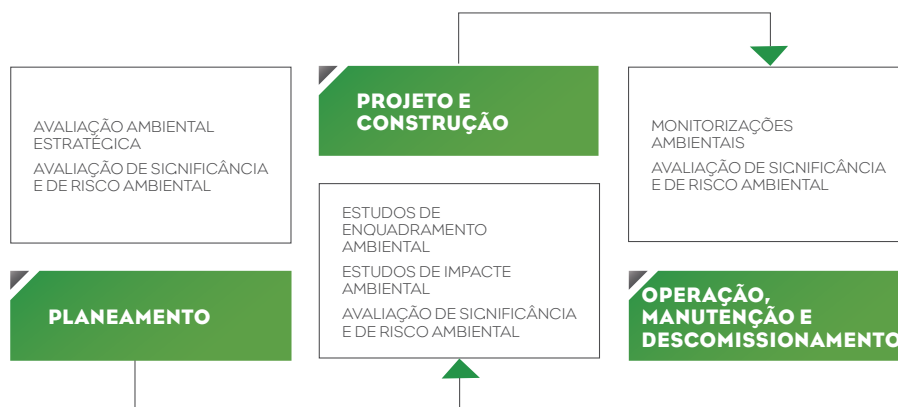 AVALIAÇÃO AMBIENTAL
ESTRATÉGICA
AVALIAÇÃO DE SIGNIFICÂNCIA
E DE RISCO AMBIENTAL
PLANEAMENTO
PROJETO E
CONSTRUÇÃO
ESTUDOS DE
ENQUADRAMENTO
AMBIENTAL
ESTUDOS DE IMPACTE
AMBIENTAL
AVALIAÇÃO DE SIGNIFICÂNCIA
E DE RISCO AMBIENTAL
MONITORIZAÇÕES
AMBIENTAIS
AVALIAÇÃO DE SIGNIFICÂNCIA
E DE RISCO AMBIENTAL
OPERAÇÃO,
MANUTENÇÃO E
DESCOMISSIONAMENTO